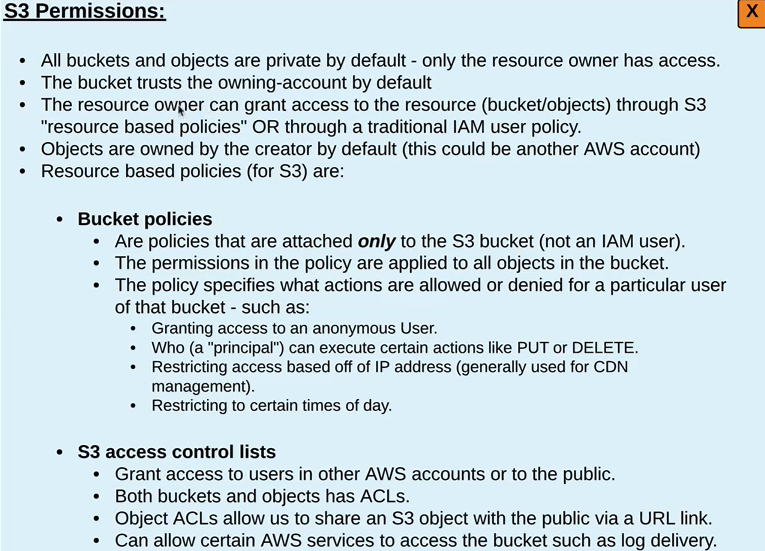 S3 Permissions:
X
• All buckets and objects are private by default - only the resource owner has access.
• The bucket trusts the owning-account by default
• The resource owner can grant access to the resource (bucket/objects) through S3
"resource based policies" OR through a traditional IAM user policy.
• Objects are owned by the creator by default (this could be another AWS account)
• Resource based policies (for S3) are:
• Bucket policies
• Are policies that are attached only to the S3 bucket (not an IAM user).
• The permissions in the policy are applied to all objects in the bucket.
• The policy specifies what actions are allowed or denied for a particular user
of that bucket - such as:
• Granting access to an anonymous User.
• Who (a "principal") can execute certain actions like PUT or DELETE.
• Restricting access based off of IP address (generally used for CDN
management).
• Restricting to certain times of day.
• S3 access control lists
• Grant access to users in other AWS accounts or to the public.
• Both buckets and objects has ACLs.
• Object ACLs allow us to share an S3 object with the public via a URL link.
• Can allow certain AWS services to access the bucket such as log delivery.